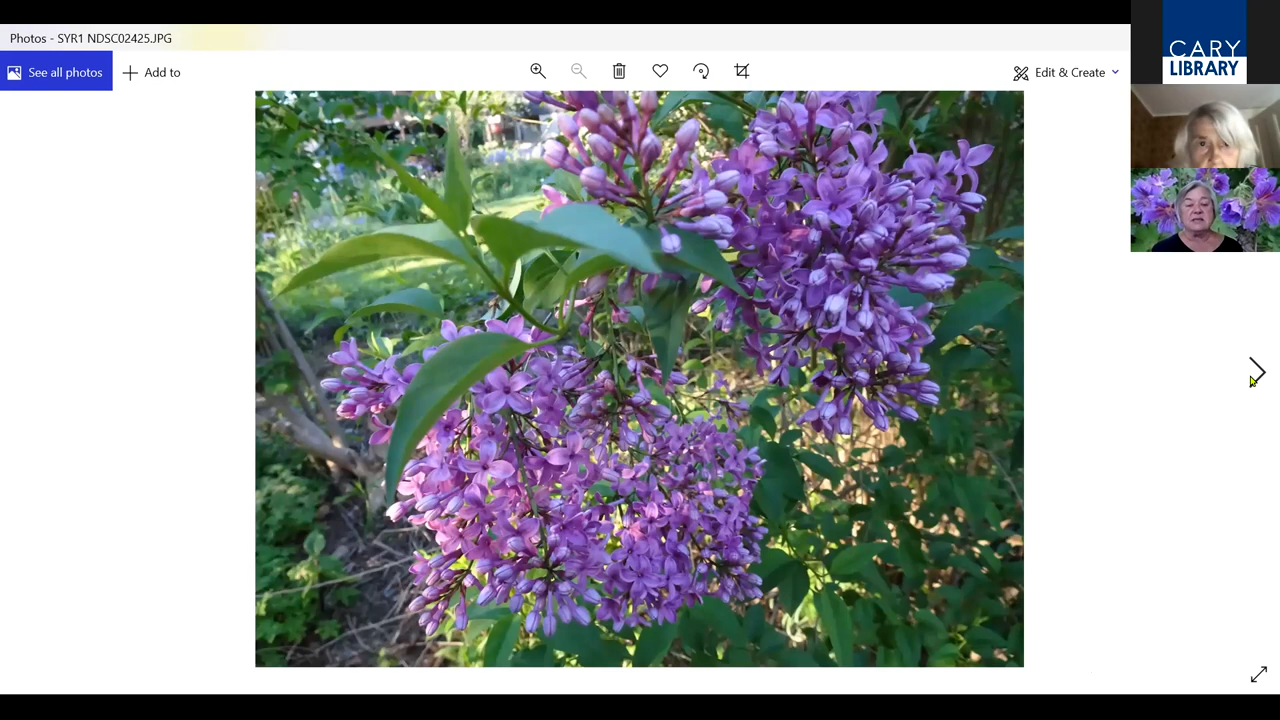 Photos - SYR1 NDSC02425.JPG
See all photos
Add to
Edit & Create
CARY
LIBRARY